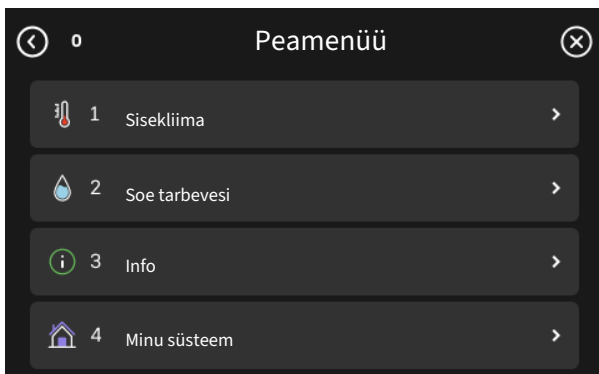 0 Peamenüü
1 Sisekliima
2 Soe tarbevesi
3 Info
4 Minu süsteem